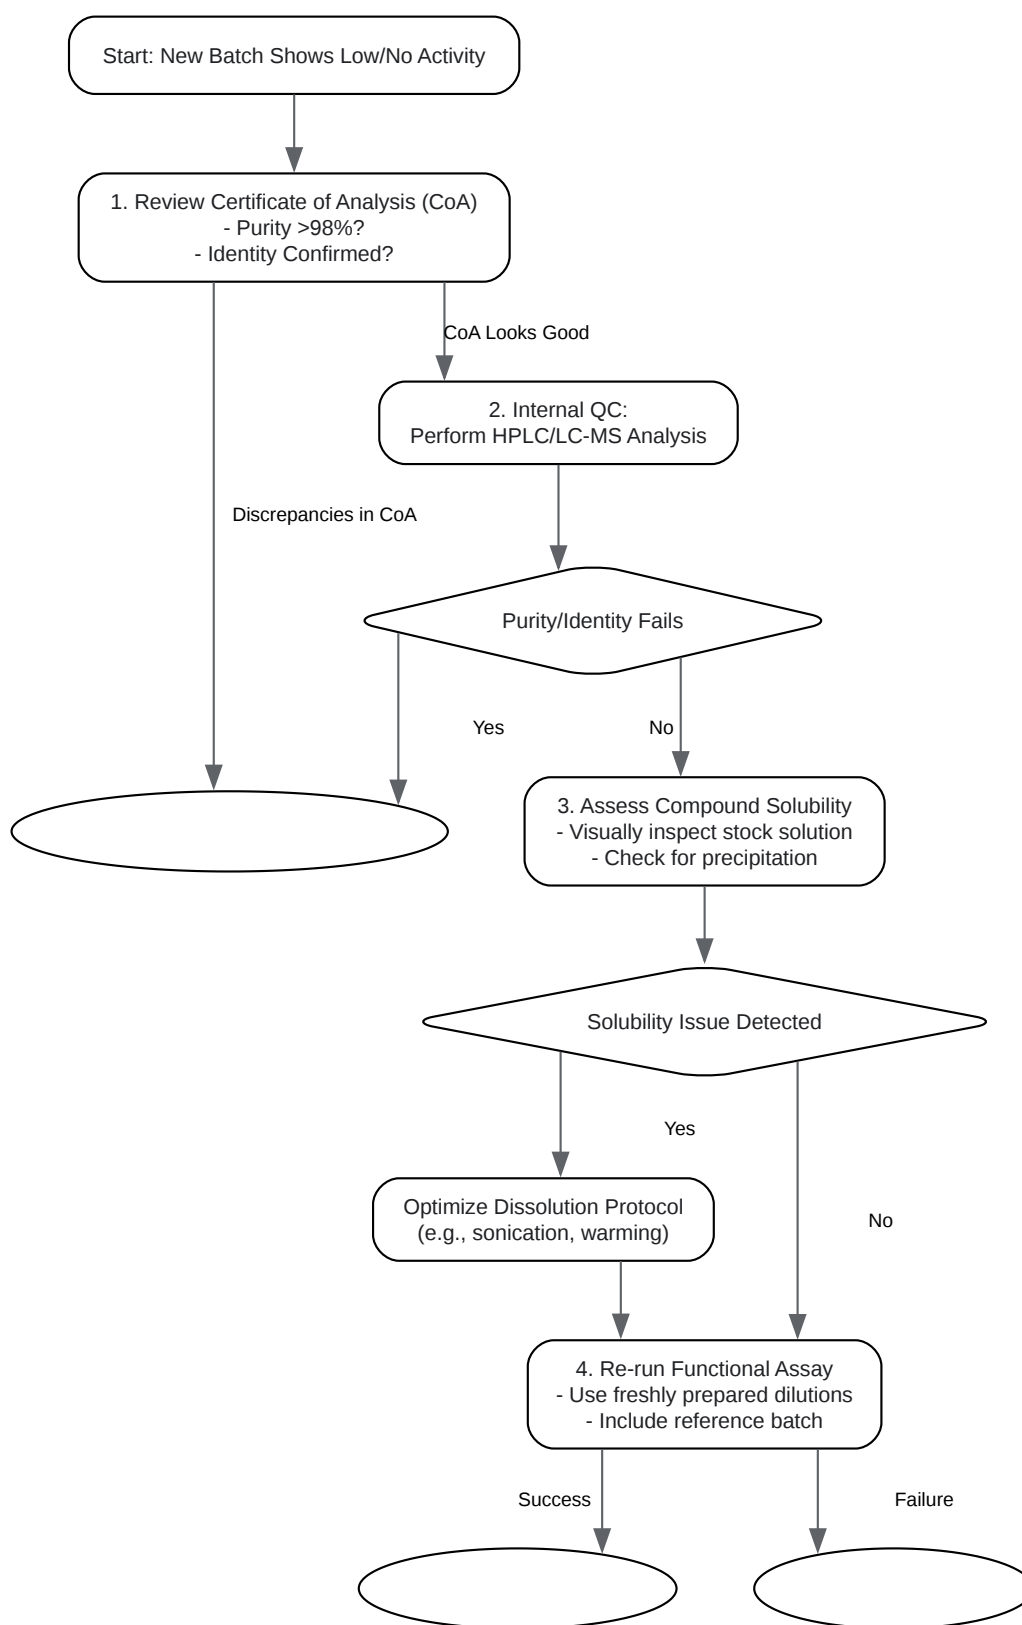 Start: New Batch Shows Low/No Activity
1. Review Certificate of Analysis (CoA)
- Purity >98%?
- Identity Confirmed?
CoA Looks Good
2. Internal QC:
Perform HPLC/LC-MS Analysis
Discrepancies in CoA
Purity/Identity Fails
Yes
No
3. Assess Compound Solubility
- Visually inspect stock solution
- Check for precipitation
Solubility Issue Detected
Yes
Optimize Dissolution Protocol
(e.g., sonication, warming)
No
4. Re-run Functional Assay
- Use freshly prepared dilutions
- Include reference batch
Success
Failure